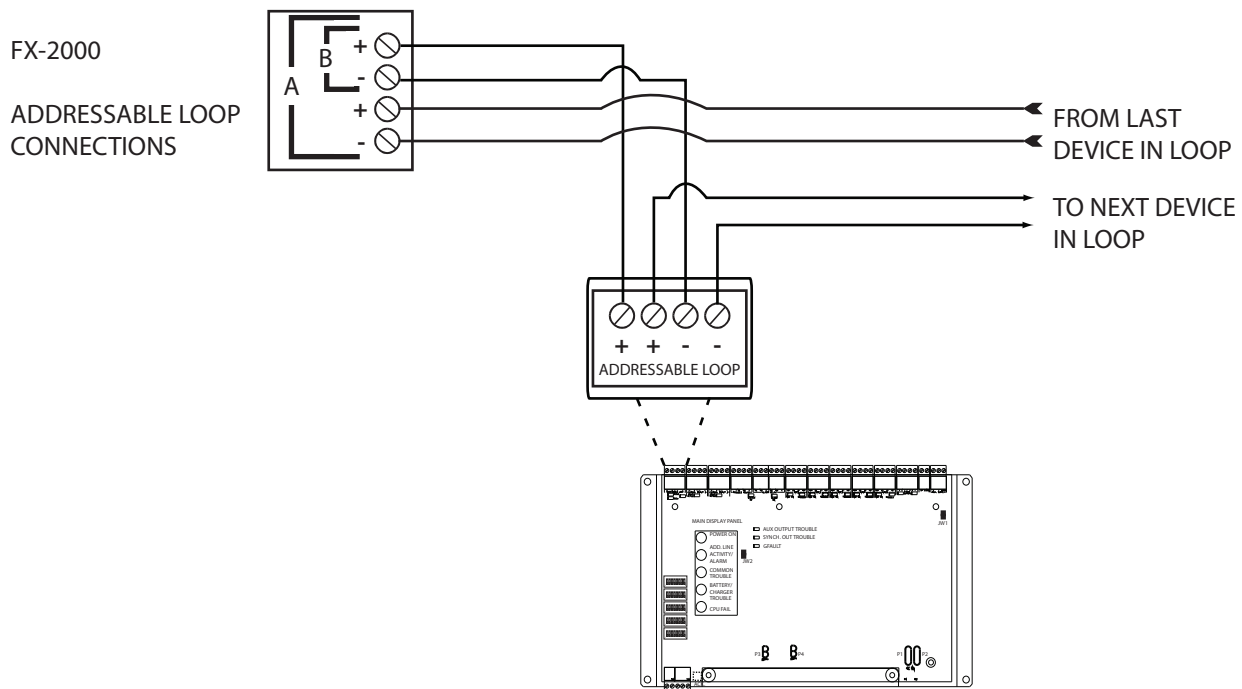 FX-2000
ADDRESSABLE LOOP
CONNECTIONS
A
B
+
-
+
-
FROM LAST
DEVICE IN LOOP
TO NEXT DEVICE
IN LOOP
+ + - -
ADDRESSABLE LOOP
MAIN DISPLAY PANEL
POWER ON
ADD. LINE
ACTIVITY/
ALARM
COMMON
TROUBLE
BATTERY/
CHARGER
TROUBLE
CPU FAIL
AUX OUTPUT TROUBLE
SYNCH. OUT TROUBLE
GFAULT
JW2
JW1
P3
P4
P1
P2